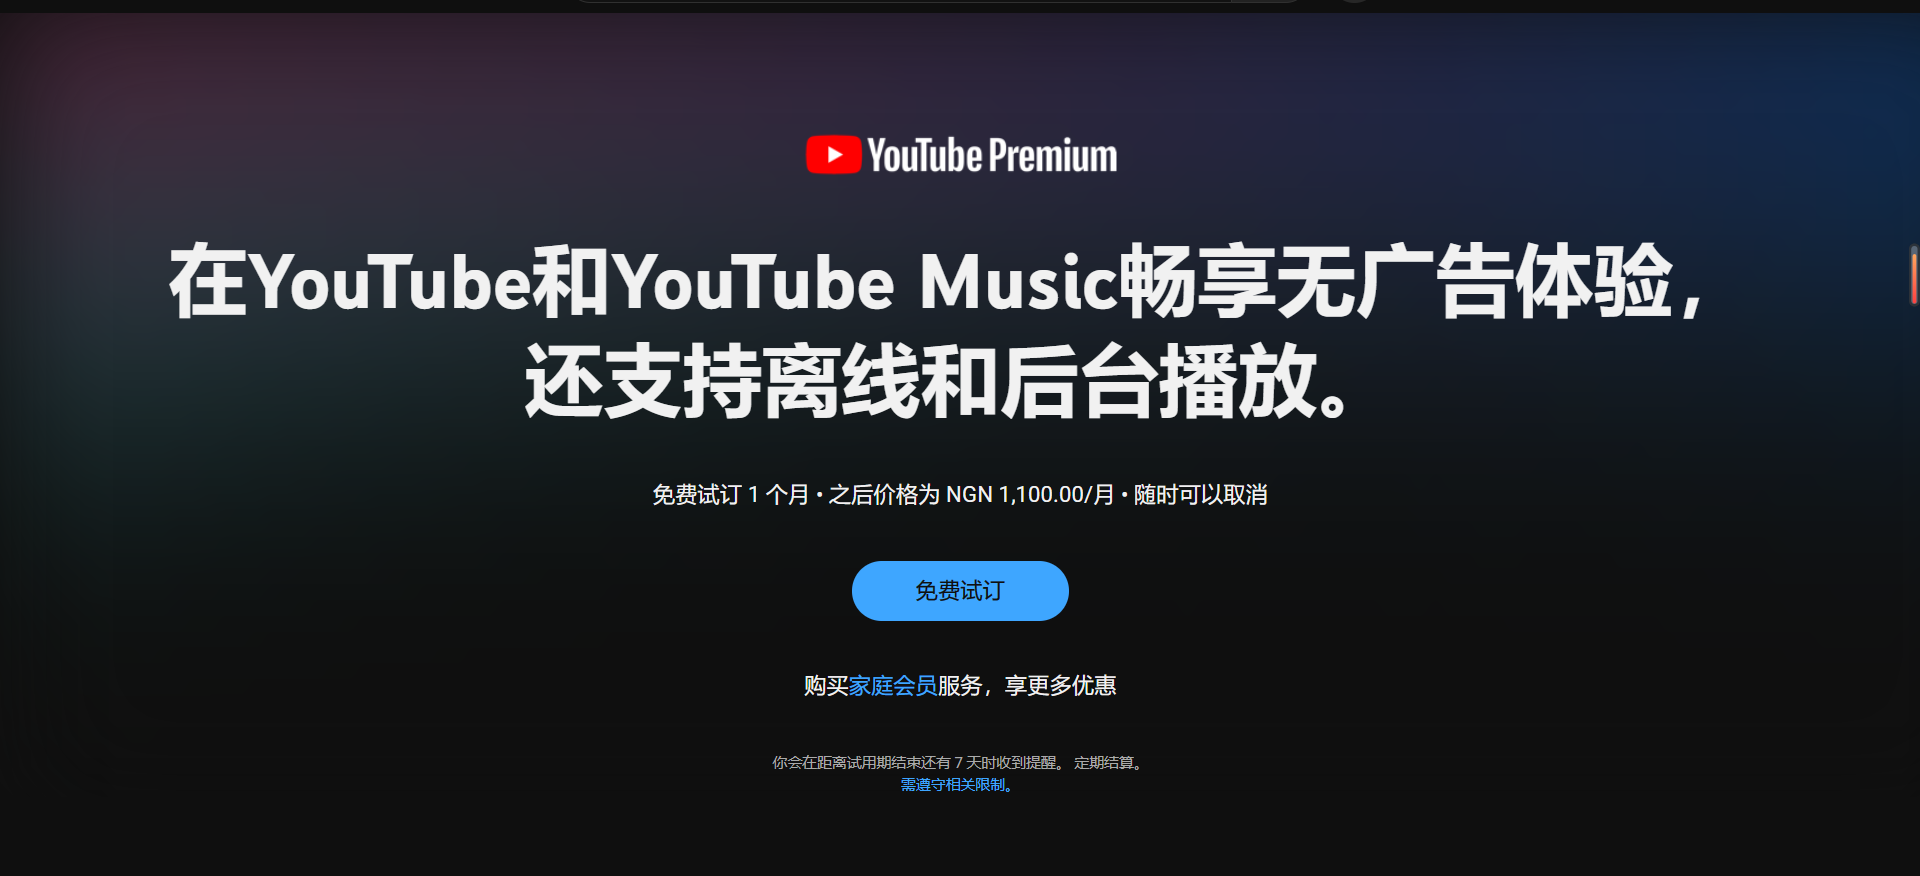 YouTube Premium
在YouTube和YouTube Music畅享无广告体验，
还支持离线和后台播放。
免费试订 1 个月 • 之后价格为 NGN 1,100.00/月 • 随时可以取消
免费试订
购买家庭会员服务，享更多优惠
你会在距离试用期结束还有 7 天时收到提醒。 定期结算。
需遵守相关限制。